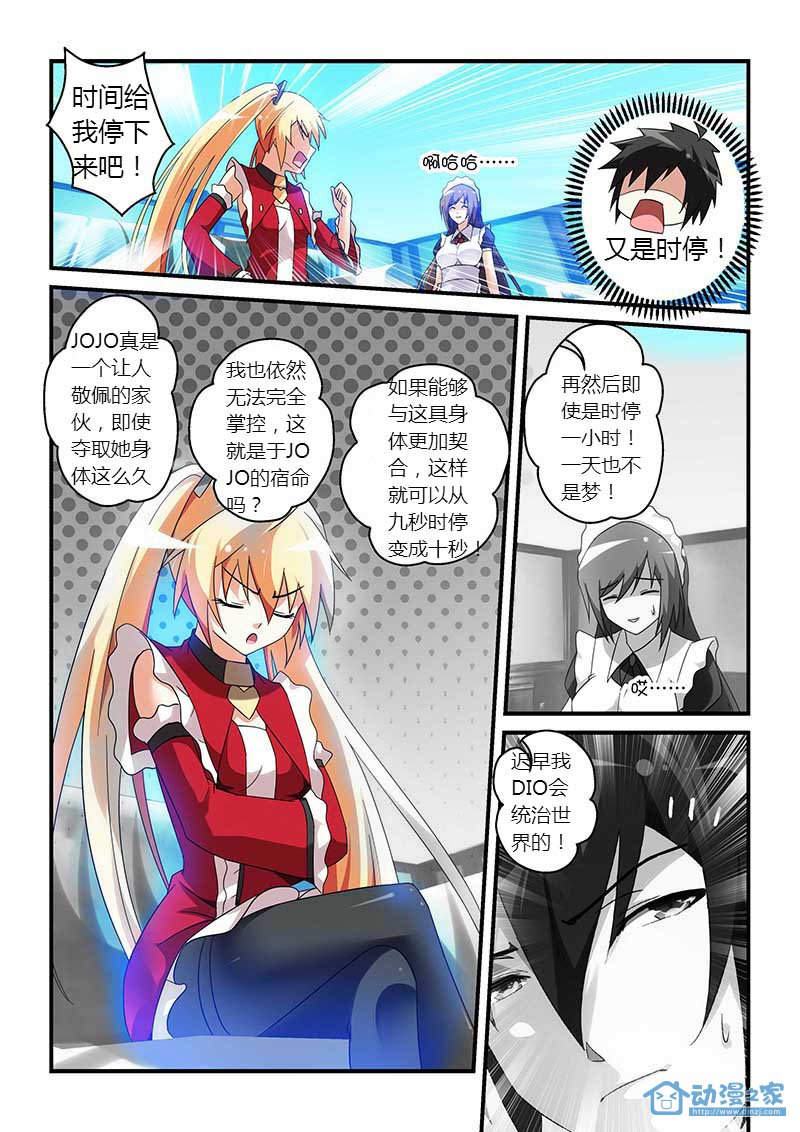 时间给
我停下
来吧！
啊哈哈……
又是时停！
JOJO真是
一个让人
敬佩的家
伙，即使
夺取她身
体这么久
我也依然
无法完全
掌控，这
就是于JO
JO的宿命
吗？
如果能够
与这具身
体更加契
合，这样
就可以从
九秒时停
变成十秒！
再然后即
使是时停
一小时！
一天也不
是梦！
哎……
迟早我
DIO会
统治世
界的！
动漫之家
http://www.dmzj.com